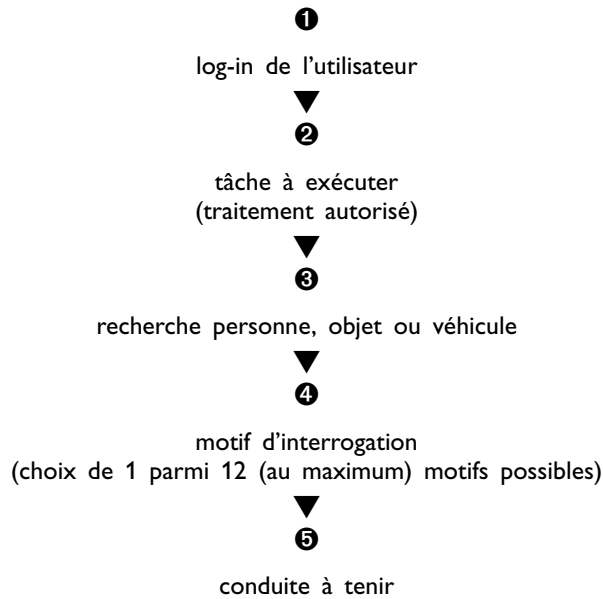 ❶
log-in de l'utilisateur
❷
tâche à exécuter
(traitement autorisé)
❸
recherche personne, objet ou véhicule
❹
motif d'interrogation
(choix de 1 parmi 12 (au maximum) motifs possibles)
❺
conduite à tenir